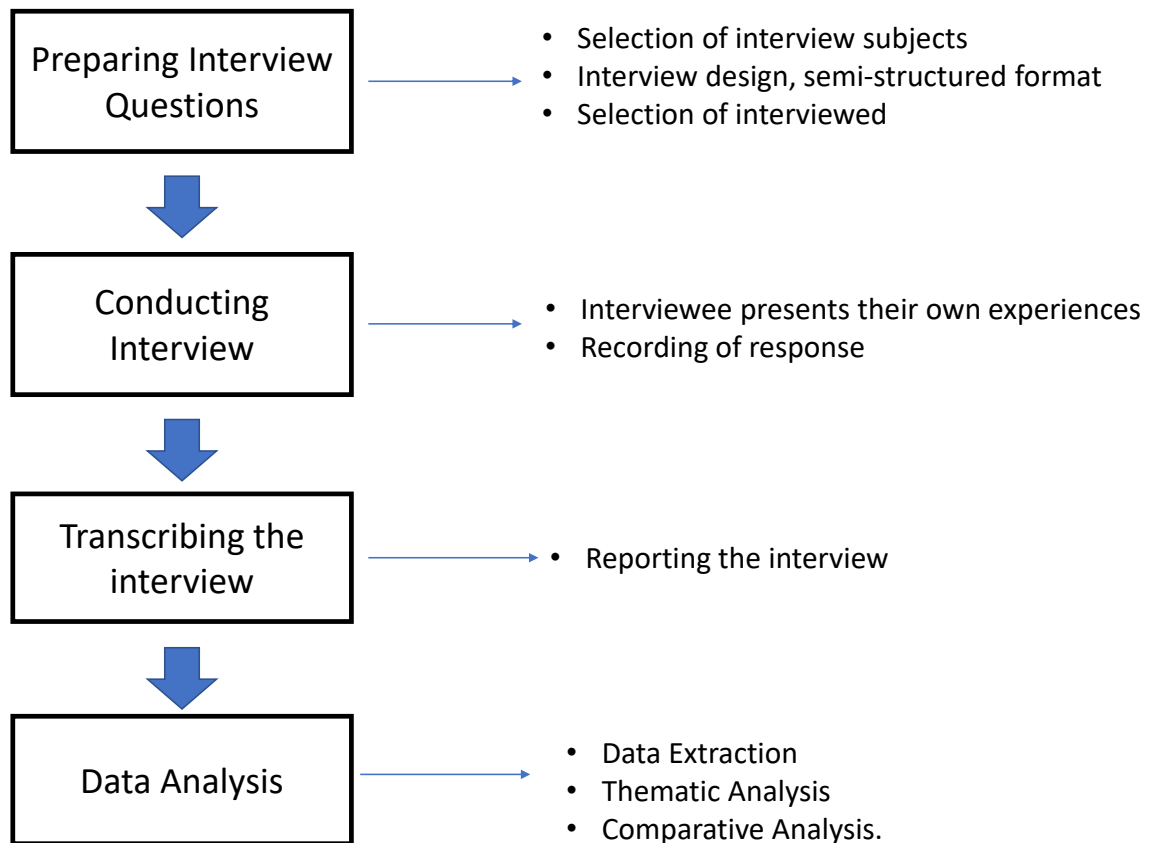 Preparing Interview
Questions
• Selection of interview subjects
• Interview design, semi-structured format
• Selection of interviewed
Conducting
Interview
• Interviewee presents their own experiences
• Recording of response
Transcribing the
interview
• Reporting the interview
Data Analysis
• Data Extraction
• Thematic Analysis
• Comparative Analysis.